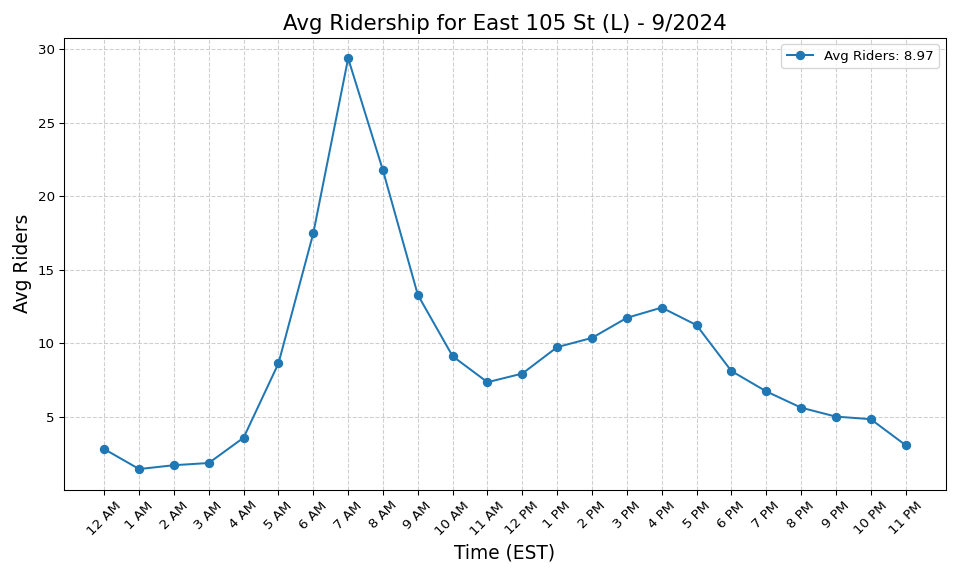 Avg Ridership for East 105 St (L) - 9/2024
Avg Riders: 8.97
Avg Riders
30
25
20
15
10
5
12 AM
1 AM
2 AM
3 AM
4 AM
5 AM
6 AM
7 AM
8 AM
9 AM
10 AM
11 AM
12 PM
1 PM
2 PM
3 PM
4 PM
5 PM
6 PM
7 PM
8 PM
9 PM
10 PM
11 PM
Time (EST)